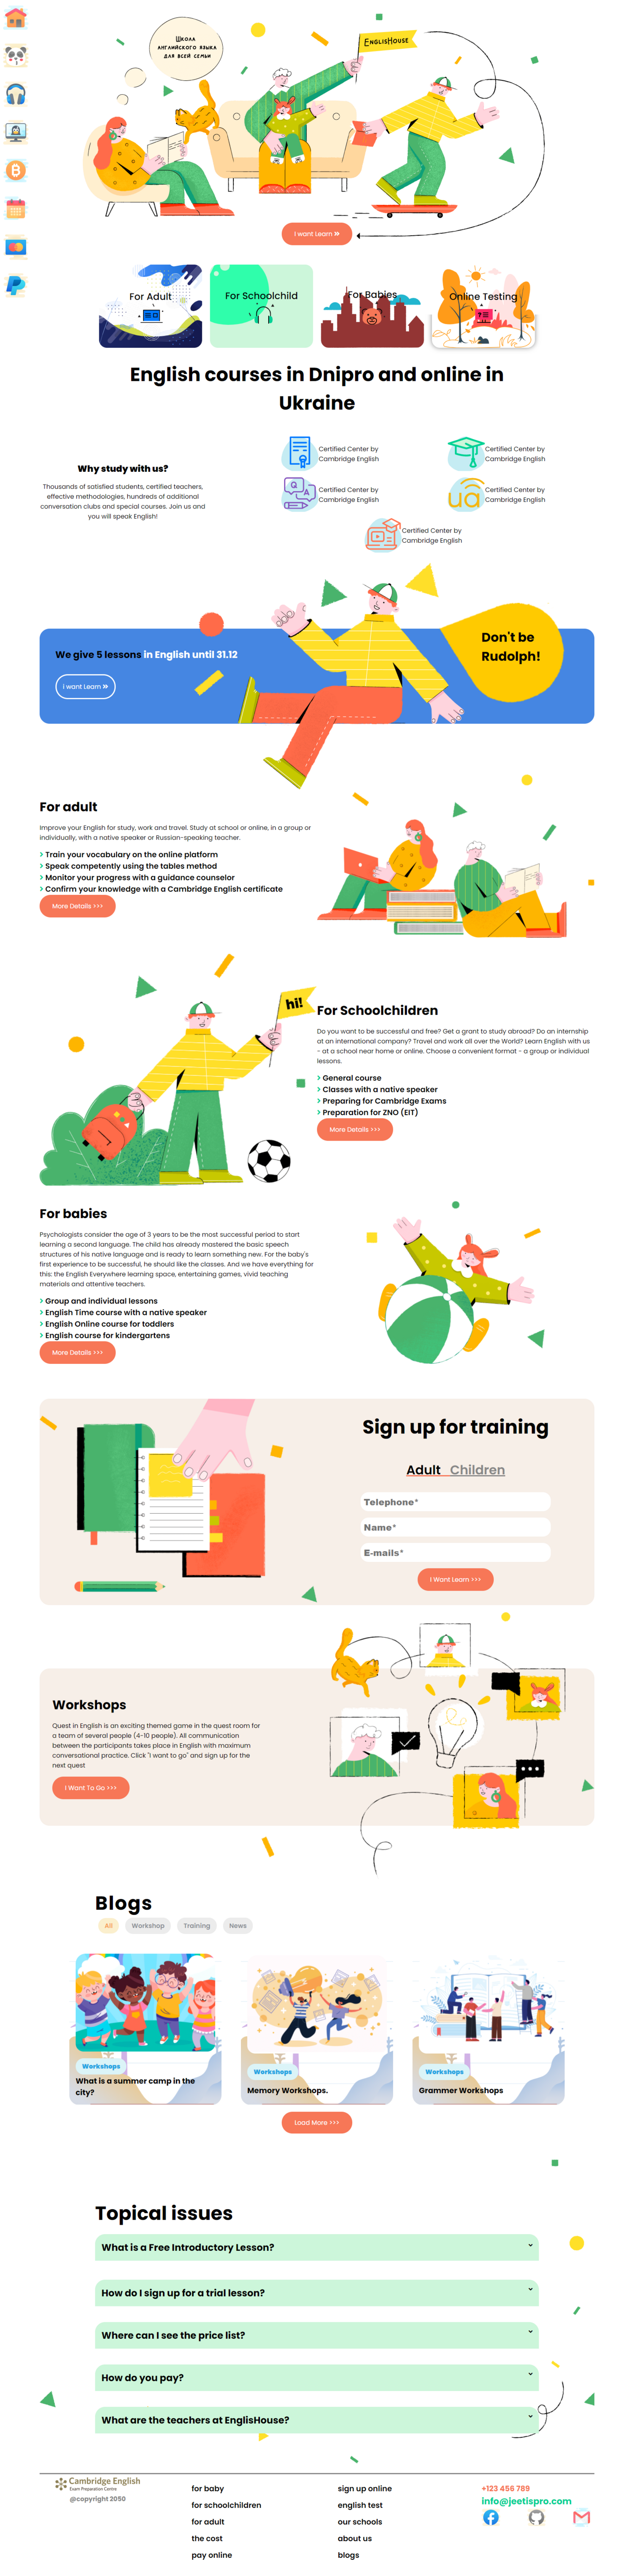 Школа
английского языка
для всей семьи
EnglisHouse
I want Learn »
For Adult
For Schoolchild
For Babies
Online Testing
English courses in Dnipro and online in
Ukraine
Why study with us?
Thousands of satisfied students, certified teachers,
effective methodologies, hundreds of additional
conversation clubs and special courses. Join us and
you will speak English!
Certified Center by
Cambridge English
Certified Center by
Cambridge English
Q
A
Certified Center by
Cambridge English
ua
Certified Center by
Cambridge English
Certified Center by
Cambridge English
We give 5 lessons in English until 31.12
I want Learn »
Don't be
Rudolph!
For adult
Improve your English for study, work and travel. Study at school or online, in a group or
individually, with a native speaker or Russian-speaking teacher.
> Train your vocabulary on the online platform
> Speak competently using the tables method
> Monitor your progress with a guidance counselor
> Confirm your knowledge with a Cambridge English certificate
More Details >>>
hi!
For Schoolchildren
Do you want to be successful and free? Get a grant to study abroad? Do an internship
at an international company? Travel and work all over the World? Learn English with us
- at a school near home or online. Choose a convenient format - a group or individual
lessons.
> General course
> Classes with a native speaker
> Preparing for Cambridge Exams
> Preparation for ZNO (EIT)
More Details >>>
For babies
Psychologists consider the age of 3 years to be the most successful period to start
learning a second language. The child has already mastered the basic speech
structures of his native language and is ready to learn something new. For the baby's
first experience to be successful, he should like the classes. And we have everything for
this: the English Everywhere learning space, entertaining games, vivid teaching
materials and attentive teachers.
> Group and individual lessons
> English Time course with a native speaker
> English Online course for toddlers
> English course for kindergartens
More Details >>>
Sign up for training
Adult Children
Telephone*
Name*
E-mails*
I Want Learn >>>
Workshops
Quest in English is an exciting themed game in the quest room for
a team of several people (4-10 people). All communication
between the participants takes place in English with maximum
conversational practice. Click "I want to go" and sign up for the
next quest
I Want To Go >>>
Blogs
All Workshop Training News
Workshops
What is a summer camp in the
city?
Workshops
Memory Workshops.
Workshops
Grammer Workshops
Load More >>>
Topical issues
What is a Free Introductory Lesson?
How do I sign up for a trial lesson?
Where can I see the price list?
How do you pay?
What are the teachers at EnglisHouse?
Cambridge English
Exam Preparation Centre
@copyright 2050
for baby
for schoolchildren
for adult
the cost
pay online
sign up online
english test
our schools
about us
blogs
+123 456 789
info@jeetispro.com